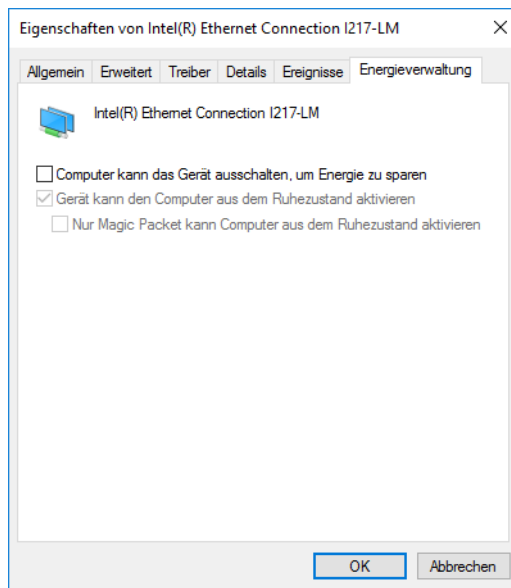 Eigenschaften von Intel(R) Ethernet Connection I217-LM
Allgemein Erweitert Treiber Details Ereignisse Energieverwaltung
Intel(R) Ethernet Connection I217-LM
Computer kann das Gerät ausschalten, um Energie zu sparen
Gerät kann den Computer aus dem Ruhezustand aktivieren
Nur Magic Packet kann Computer aus dem Ruhezustand aktivieren
OK Abbrechen